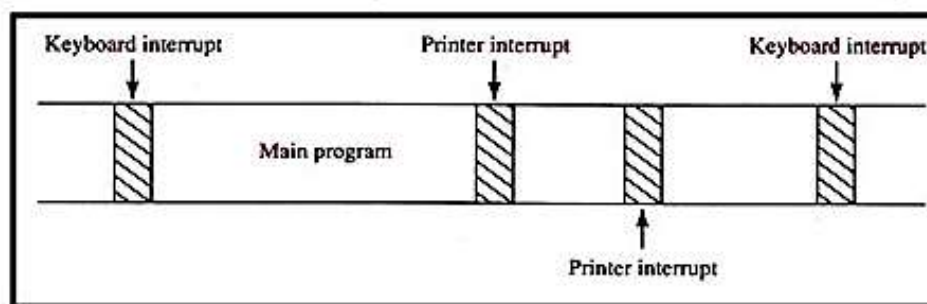 Keyboard interrupt
Printer interrupt
Keyboard interrupt
Main program
Printer interrupt